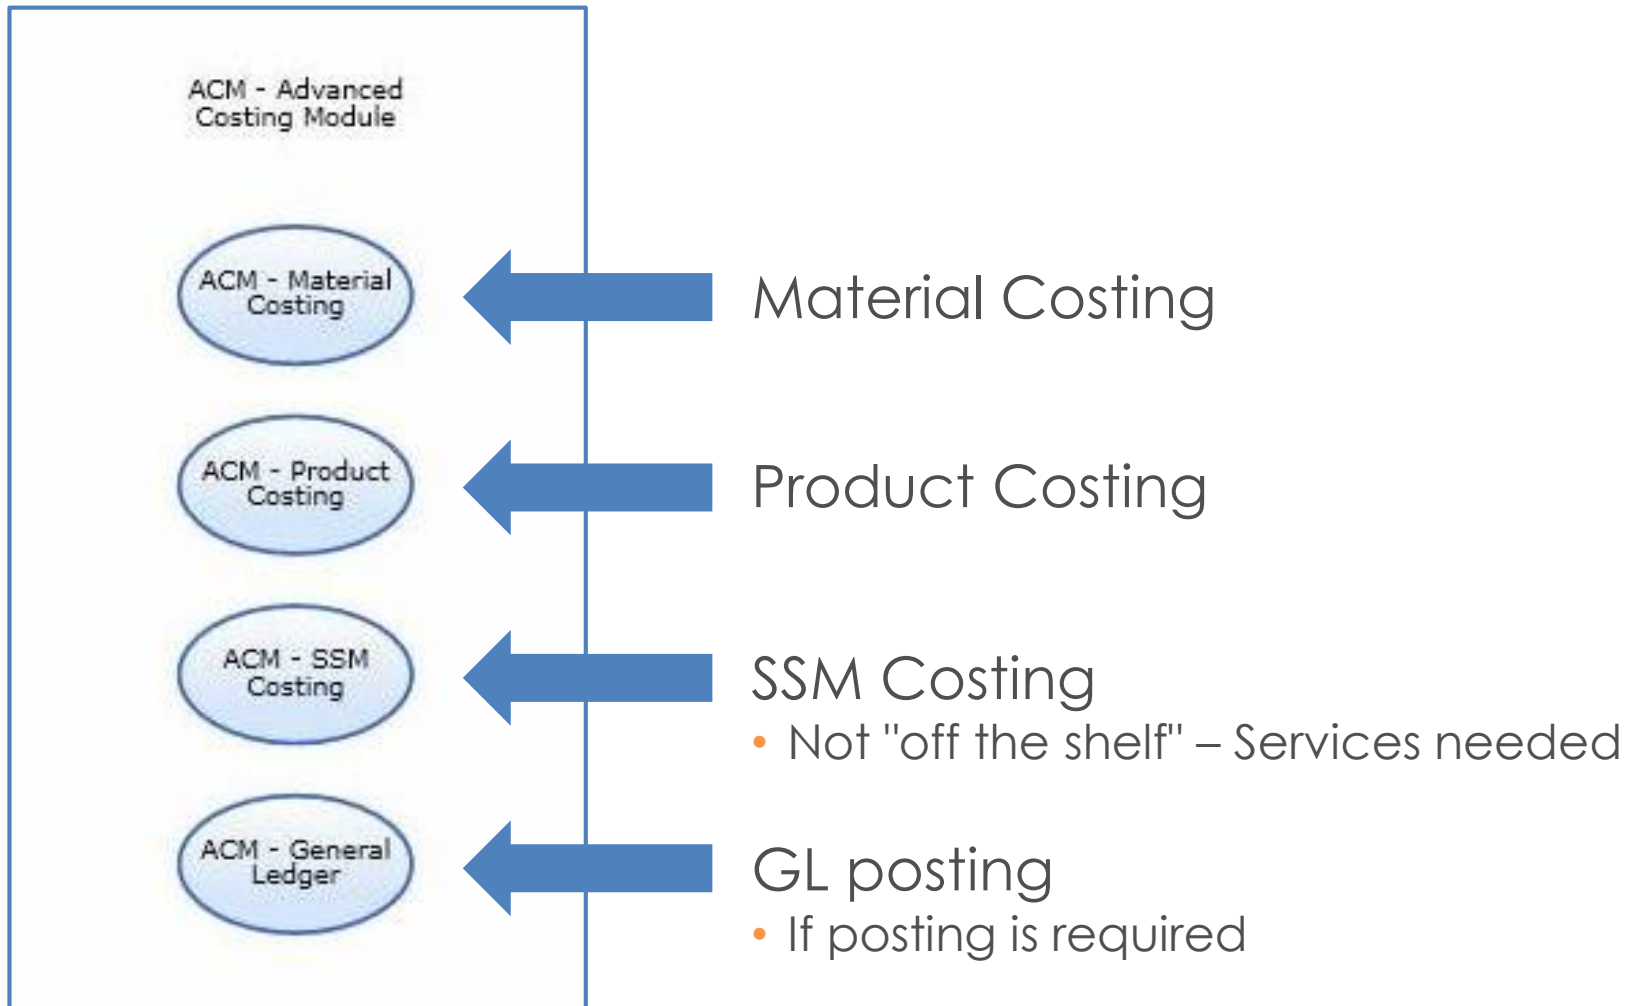 ACM - Advanced
Costing Module
ACM - Material
Costing
Material Costing
ACM - Product
Costing
Product Costing
ACM - SSM
Costing
SSM Costing
• Not "off the shelf" – Services needed
ACM - General
Ledger
GL posting
• If posting is required